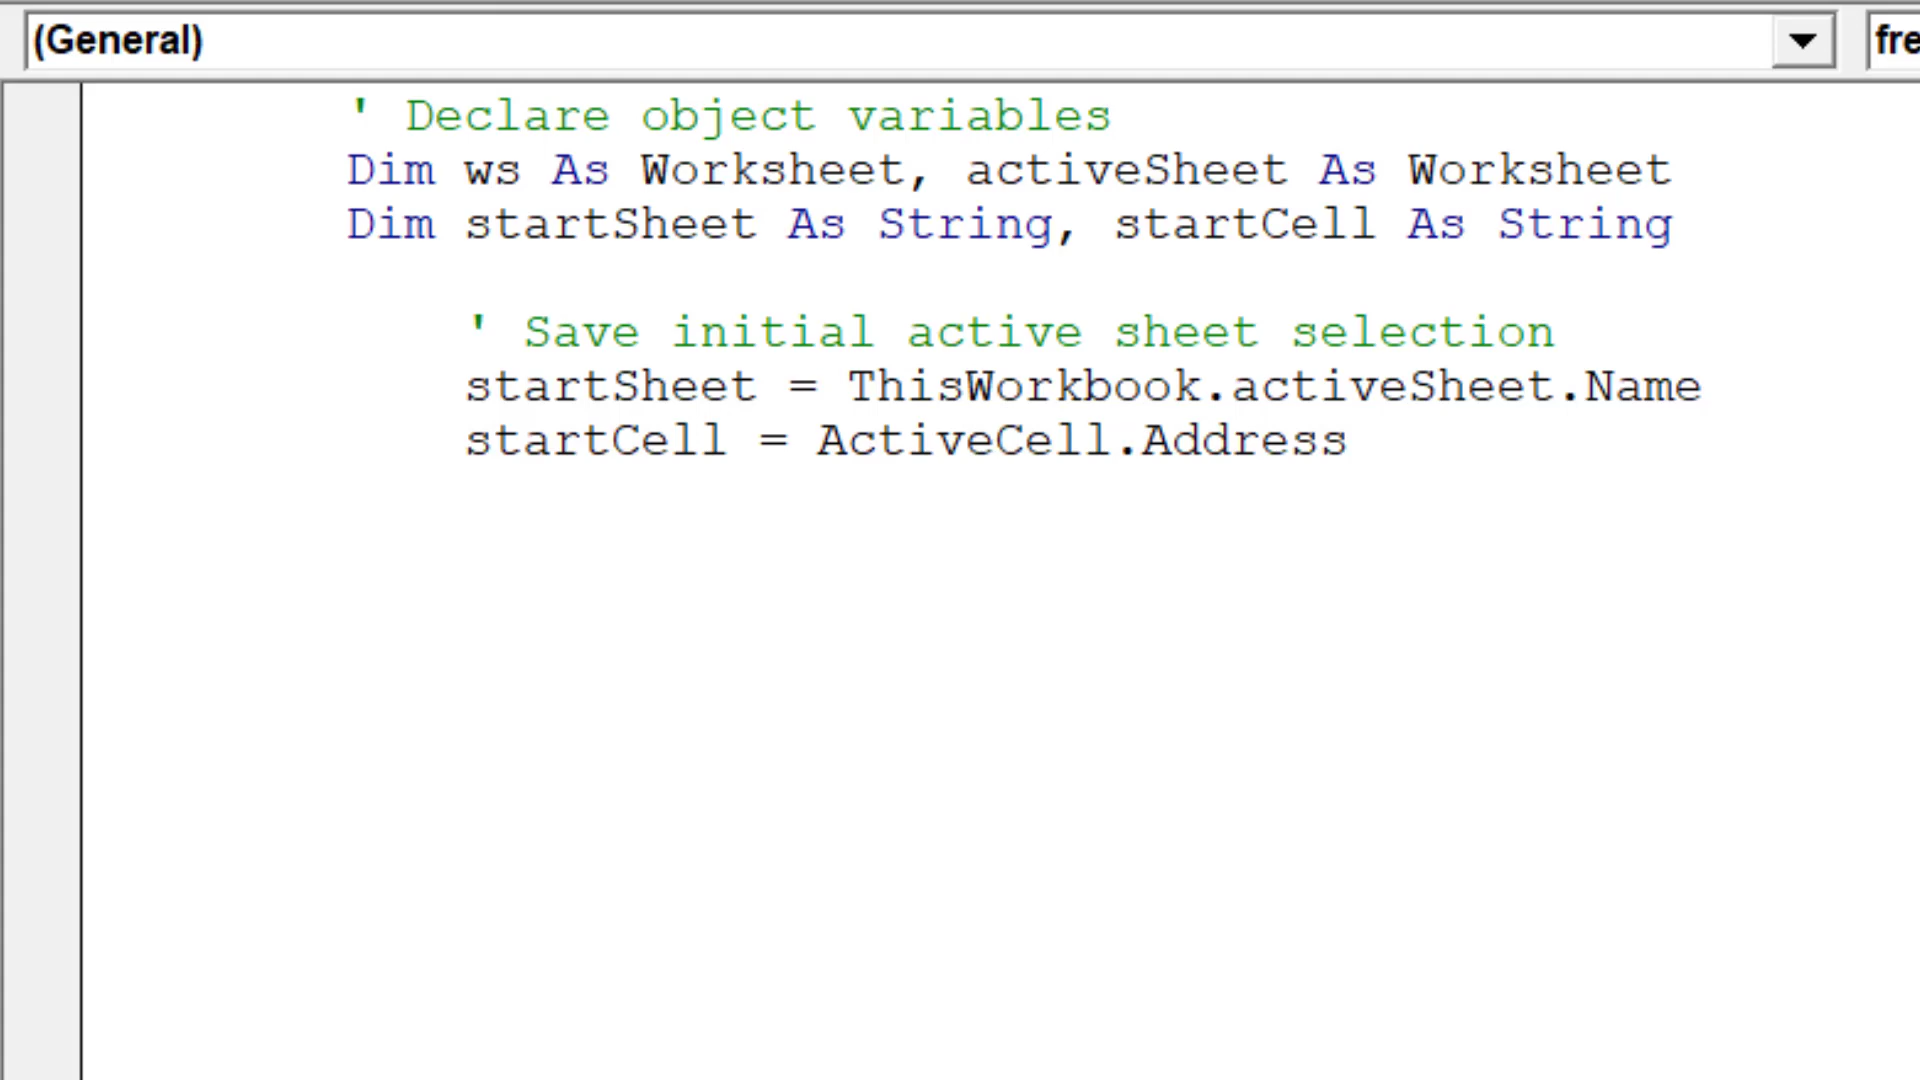 (General)
fre
' Declare object variables
Dim ws As Worksheet, activeSheet As Worksheet
Dim startSheet As String, startCell As String
' Save initial active sheet selection
startSheet = ThisWorkbook.activeSheet.Name
startCell = ActiveCell.Address